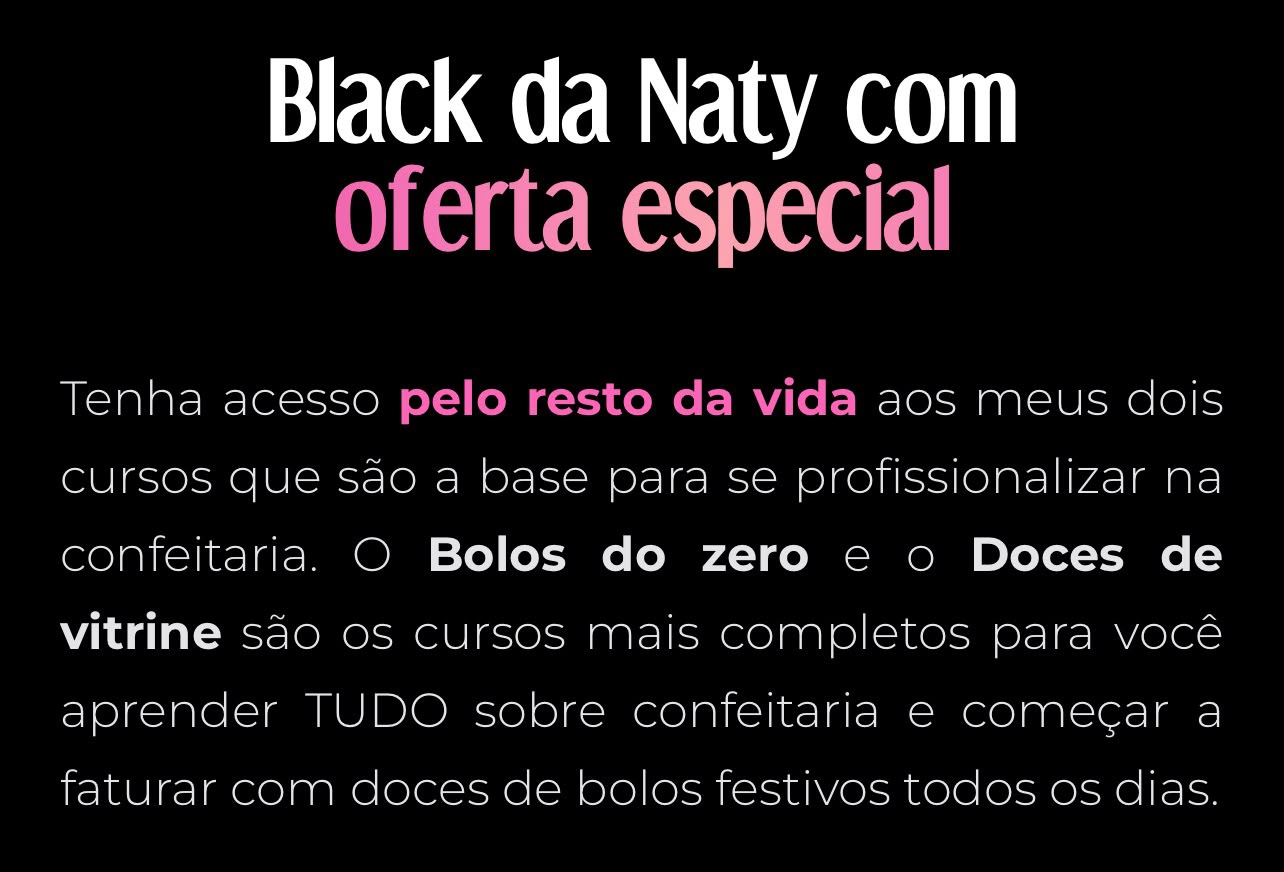 Black da Naty com
oferta especial
Tenha acesso pelo resto da vida aos meus dois
cursos que são a base para se profissionalizar na
confeitaria. O Bolos do zero e o Doces de
vitrine são os cursos mais completos para você
aprender TUDO sobre confeitaria e começar a
faturar com doces de bolos festivos todos os dias.